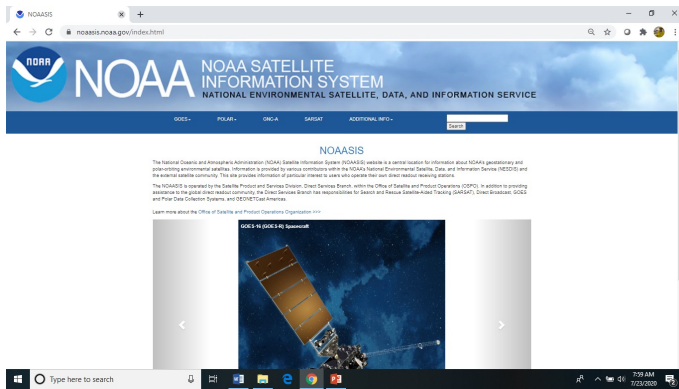 NOAASIS
noaasis.noaa.gov/index.html
NOAA
NOAA
NOAA SATELLITE
INFORMATION SYSTEM
NATIONAL ENVIRONMENTAL SATELLITE, DATA, AND INFORMATION SERVICE
GOES
POLAR
ONC-A
SARSAT
ADDITIONAL INFO
Search
NOAASIS
The National Oceanic and Atmospheric Administration (NOAA) Satellite Information System (NOAASIS) website is a central location for information about NOAA's geostationary and
polar-orbiting environmental satellites. Information is provided by various contributors within the NOAA's National Environmental Satellite, Data, and Information Service (NESDIS) and
the external satellite community. This site provides information of particular interest to users who operate their own direct readout receiving stations.
The NOAASIS is operated by the Satellite Product and Services Division, Direct Services Branch, within the Office of Satellite and Product Operations (OSPO). In addition to providing
assistance to the global direct readout community, the Direct Services Branch has responsibilities for Search and Rescue Satellite-Aided Tracking (SARSAT), Direct Broadcast, GOES
and Polar Data Collection Systems, and GEONETCast Americas
Learn more about the Office of Satellite and Product Operations Organization >>>
GOES-16 (GOES-R) Spacecraft
Type here to search
7:59 AM
7/23/2020